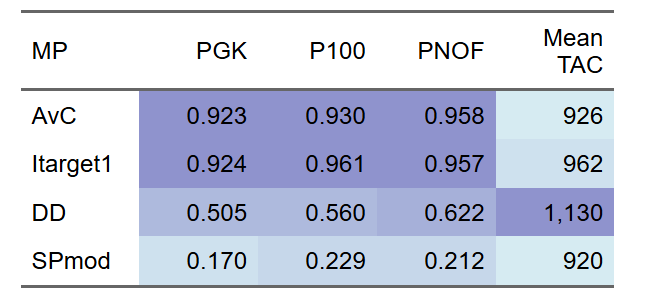 MP PGK P100 PNOF Mean TAC
AvC 0.923 0.930 0.958 926
Itarget1 0.924 0.961 0.957 962
DD 0.505 0.560 0.622 1,130
SPmod 0.170 0.229 0.212 920